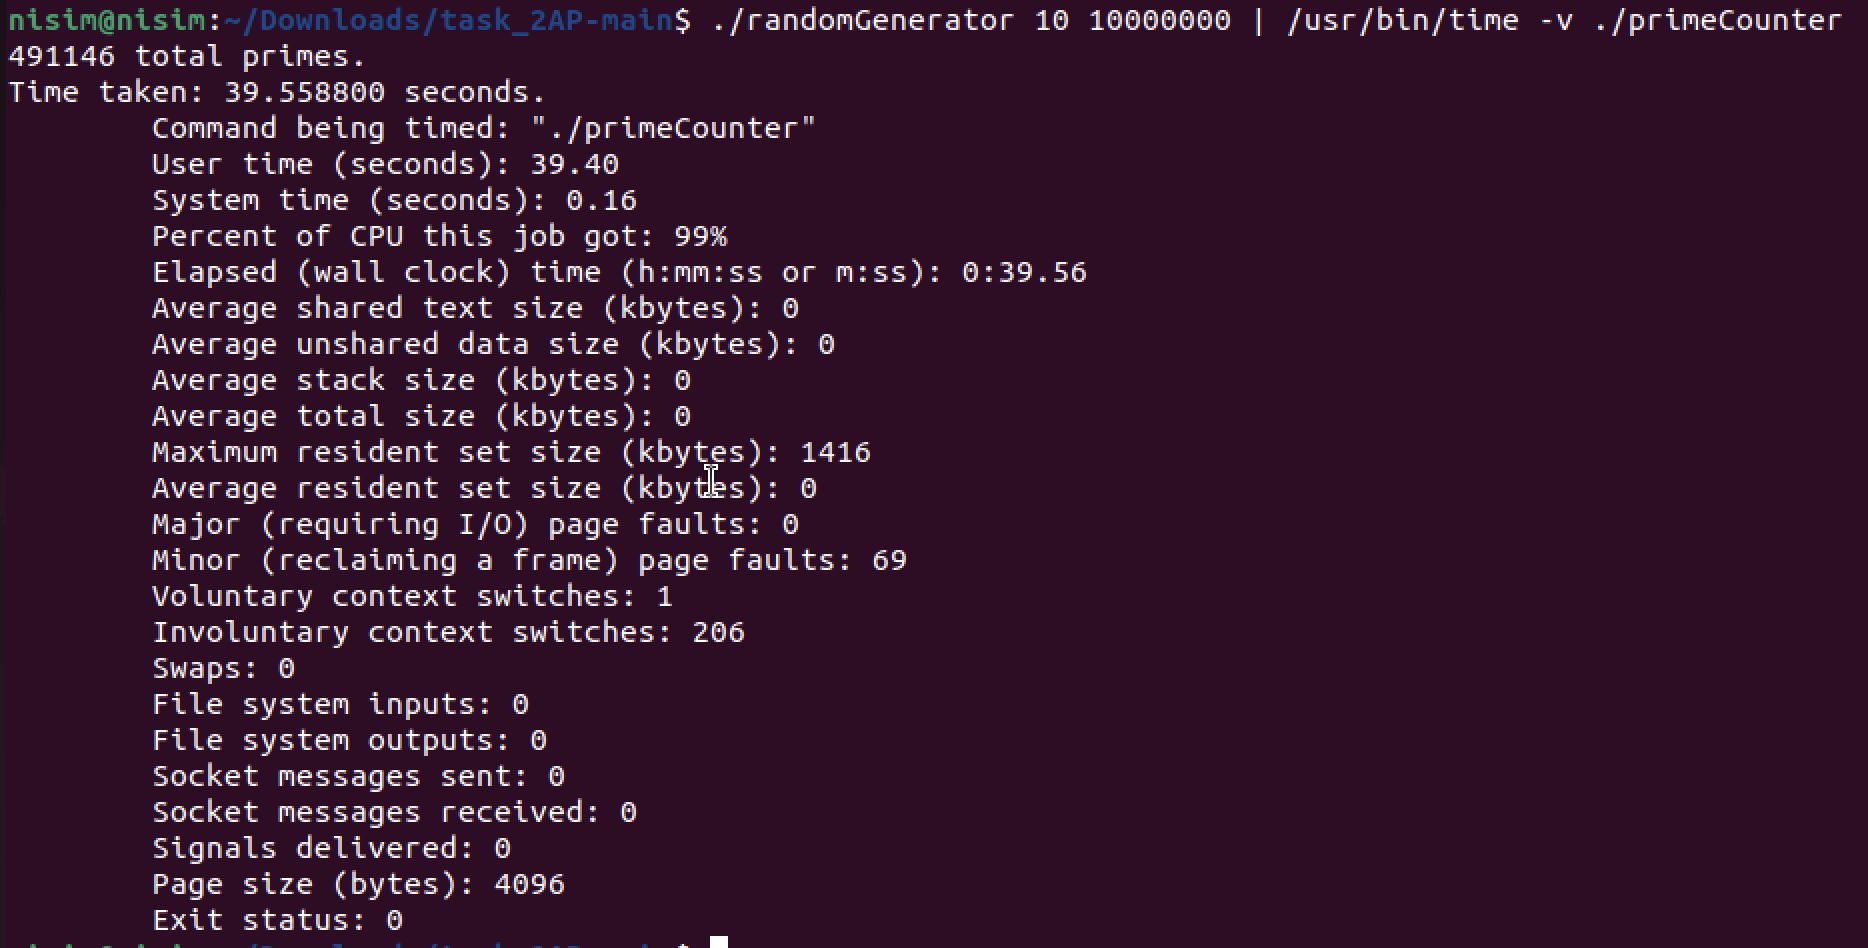 nisim@nisim:~/Downloads/task_2AP-main$ ./randomGenerator 10 10000000 | /usr/bin/time -v ./primeCounter
491146 total primes.
Time taken: 39.558800 seconds.
Command being timed: "./primeCounter"
User time (seconds): 39.40
System time (seconds): 0.16
Percent of CPU this job got: 99%
Elapsed (wall clock) time (h:mm:ss or m:ss): 0:39.56
Average shared text size (kbytes): 0
Average unshared data size (kbytes): 0
Average stack size (kbytes): 0
Average total size (kbytes): 0
Maximum resident set size (kbytes): 1416
Average resident set size (kbytes): 0
Major (requiring I/O) page faults: 0
Minor (reclaiming a frame) page faults: 69
Voluntary context switches: 1
Involuntary context switches: 206
Swaps: 0
File system inputs: 0
File system outputs: 0
Socket messages sent: 0
Socket messages received: 0
Signals delivered: 0
Page size (bytes): 4096
Exit status: 0